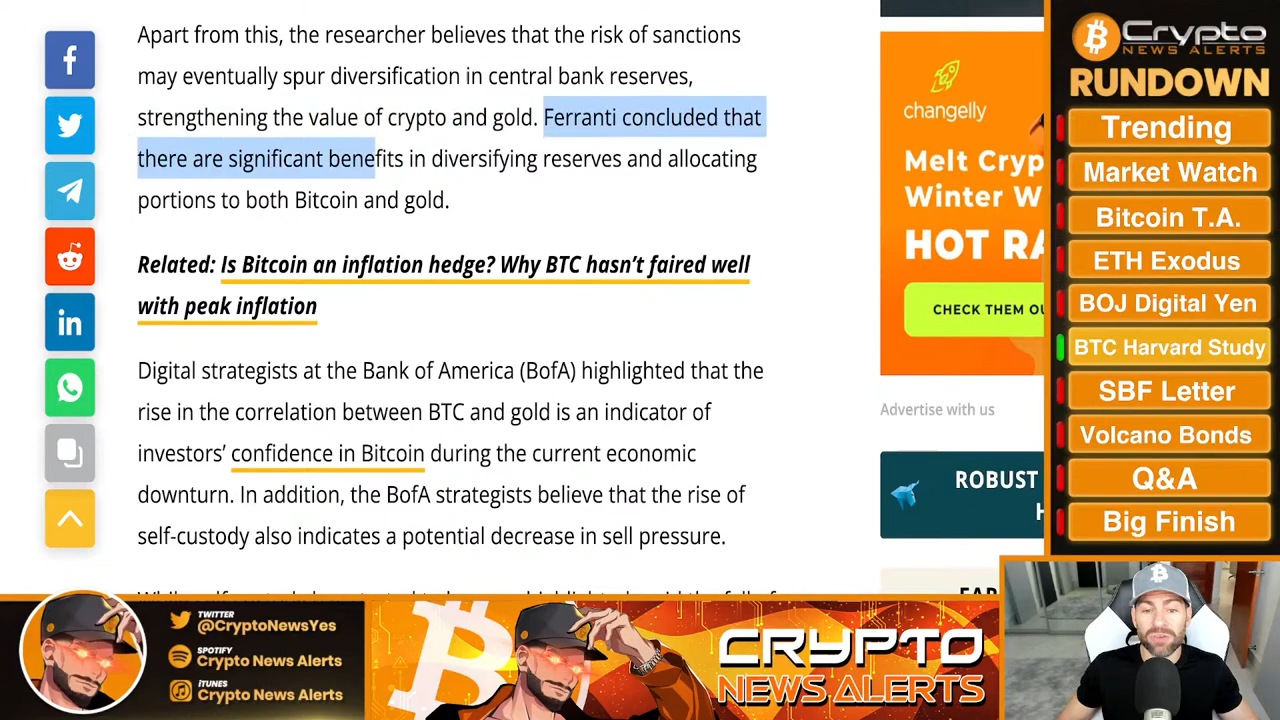 Apart from this, the researcher believes that the risk of sanctions
may eventually spur diversification in central bank reserves,
strengthening the value of crypto and gold. Ferranti concluded that
there are significant benefits in diversifying reserves and allocating
portions to both Bitcoin and gold.
Related: Is Bitcoin an inflation hedge? Why BTC hasn’t faired well
with peak inflation
Digital strategists at the Bank of America (BofA) highlighted that the
rise in the correlation between BTC and gold is an indicator of
investors’ confidence in Bitcoin during the current economic
downturn. In addition, the BofA strategists believe that the rise of
self-custody also indicates a potential decrease in sell pressure.
changelly
Melt Cryp
Winter W
HOT RA
CHECK THEM OU
Advertise with us
ROBUST
Crypto
NEWS ALERTS
RUNDOWN
Trending
Market Watch
Bitcoin T.A.
ETH Exodus
BOJ Digital Yen
BTC Harvard Study
SBF Letter
Volcano Bonds
Q&A
Big Finish
TWITTER
@CryptoNewsYes
SPOTIFY
Crypto News Alerts
iTUNES
Crypto News Alerts
CRYPTO
NEWS ALERTS